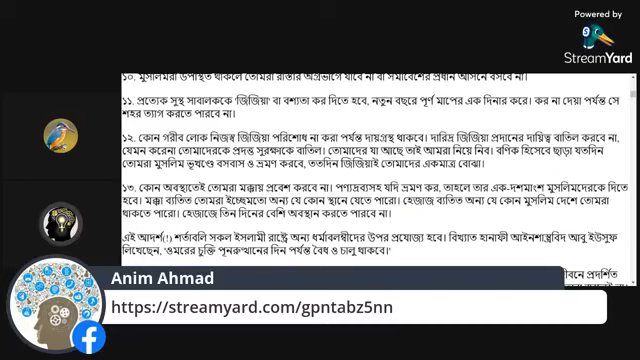 Powered by
StreamYard
১০. মুসলিমরা উপস্থিত থাকলে তোমরা রাস্তার অগ্রভাগে যাবে না বা সমাবেশের প্রধান আসনে বসবে না।
১১. প্রত্যেক সুস্থ সাবালককে 'জিজিয়া' বা বশ্যতা কর দিতে হবে, নতুন বছরে পূর্ণ মাপের এক দিনার করে। কর না দেয়া পর্যন্ত সে
শহর ত্যাগ করতে পারবে না।
১২. কোন গরীব লোক নিজস্ব জিজিয়া পরিশোধ না করা পর্যন্ত দায়গ্রস্থ থাকবে। দারিদ্র জিজিয়া প্রদানের দায়িত্ব বাতিল করবে না,
যেমন করেনা তোমাদেরকে প্রদত্ত সুরক্ষাকে বাতিল। তোমাদের যা আছে তাই আমরা নিয়ে নিব। বণিক হিসেবে ছাড়া যতদিন
তোমরা মুসলিম ভূখণ্ডে বসবাস ও ভ্রমণ করবে, ততদিন জিজিয়াই তোমাদের একমাত্র বোঝা।
১৩. কোন অবস্থাতেই তোমরা মক্কায় প্রবেশ করবে না। পণ্যদ্রব্যসহ যদি ভ্রমণ কর, তাহলে তার এক-দশমাংশ মুসলিমদেরকে দিতে
হবে। মক্কা ব্যতিত তোমরা ইচ্ছেমতো অন্য যে কোন স্থানে যেতে পারো। হেজাজ ব্যতিত অন্য যে কোন মুসলিম দেশে তোমরা
থাকতে পারো। হেজাজে তিন দিনের বেশি অবস্থান করতে পারবে না।
এই আদর্শ(!) শর্তাবলি সকল ইসলামী রাষ্ট্রে অন্য ধর্মাবলম্বীদের উপর প্রযোজ্য হবে। বিখ্যাত হানাফী আইনশাস্ত্রবিদ আবু ইউসুফ
লিখেছেন, 'ওমরের চুক্তি পুনরুত্থানের দিন পর্যন্ত বৈধ ও চালু থাকবে।'
জীবনে প্রদর্শিত
Anim Ahmad
https://streamyard.com/gpntabz5nn